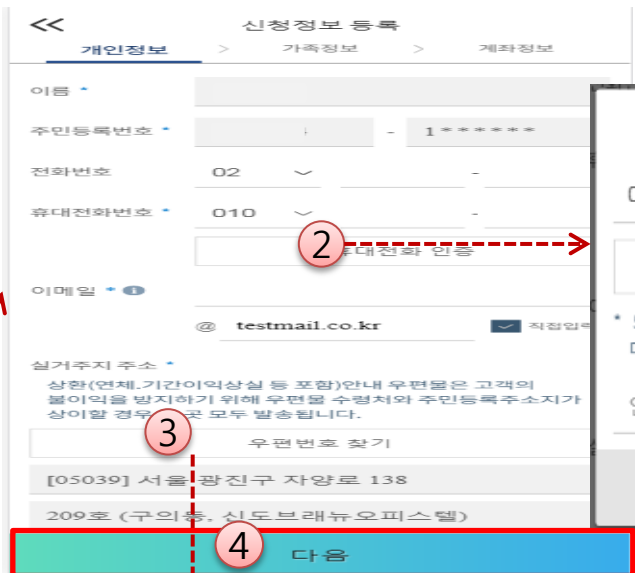 << 신청정보 등록
개인정보 > 가족정보 > 계좌정보
이름 *
주민등록번호 * - 1******
전화번호 02 -
휴대전화번호 * 010 -
2 휴대전화 인증
이메일 *
@ testmail.co.kr 직접입력
실거주지 주소 *
상환(연체.기간이익상실 등 포함)안내 우편물은 고객의
불이익을 방지하기 위해 우편물 수령처와 주민등록주소지가
상이할 경우 곳 모두 발송됩니다.
3 우편번호 찾기
[05039] 서울 광진구 자양로 138
209호 (구의동, 신도브래뉴오피스텔)
4 다음